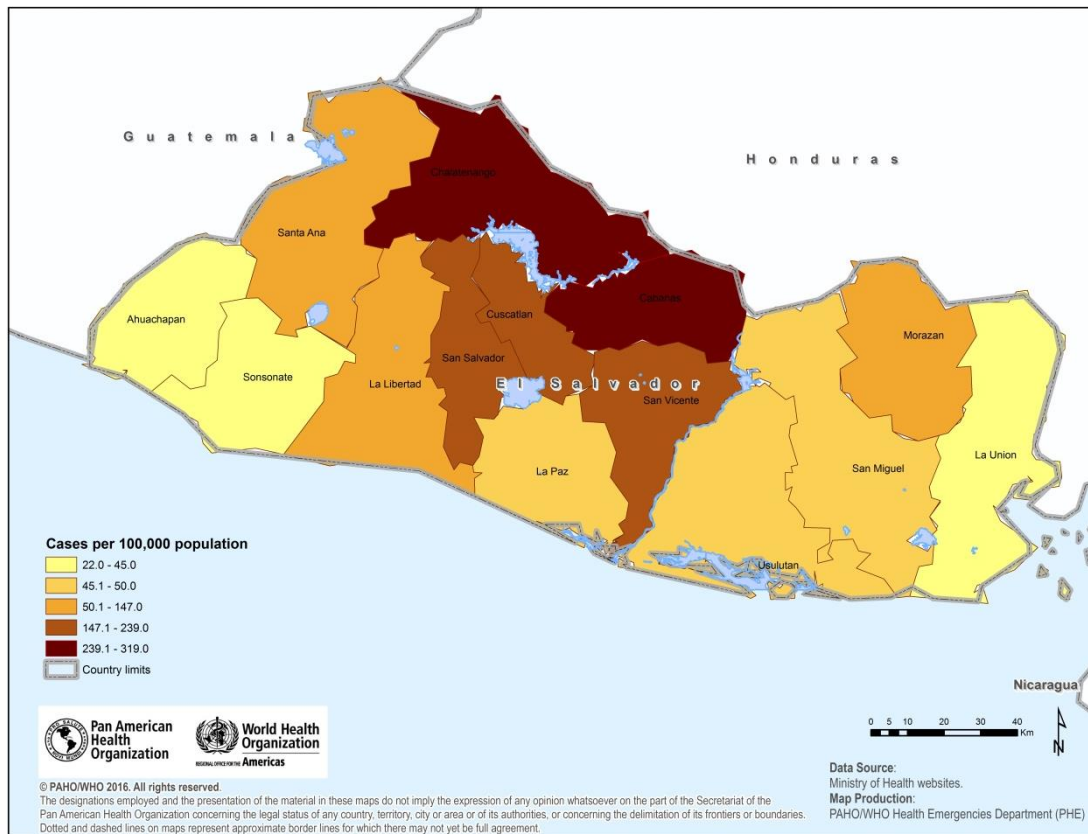 Guatemala
Honduras
Chalatenango
Santa Ana
Cabanas
Ahuachapan
Cuscatlan
Morazan
San Salvador
Sonsonate
La Libertad
El Salvador
San Vicente
La Union
La Paz
San Miguel
Usulutan
Cases per 100,000 population
22.0 - 45.0
45.1 - 50.0
50.1 - 147.0
147.1 - 239.0
239.1 - 319.0
Country limits
Nicaragua
Pan American
Health
Organization
World Health
Organization
REGIONAL OFFICE FOR THE Americas
0 5 10 20 30 40
Km
N
© PAHO/WHO 2016. All rights reserved.
The designations employed and the presentation of the material in these maps do not imply the expression of any opinion whatsoever on the part of the Secretariat of the
Pan American Health Organization concerning the legal status of any country, territory, city or area or of its authorities, or concerning the delimitation of its frontiers or boundaries.
Dotted and dashed lines on maps represent approximate border lines for which there may not yet be full agreement.
Data Source:
Ministry of Health websites.
Map Production:
PAHO/WHO Health Emergencies Department (PHE)